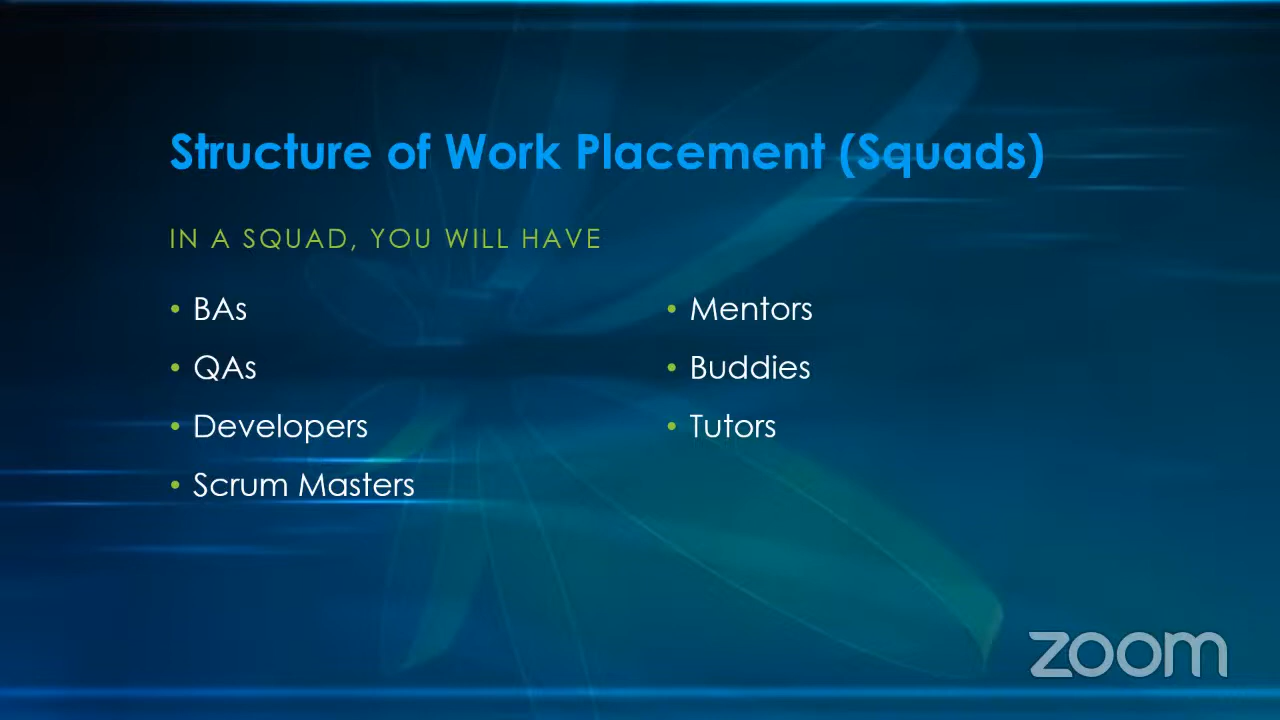 Structure of Work Placement (Squads)
IN A SQUAD, YOU WILL HAVE
• BAs
• QAs
• Developers
• Scrum Masters
• Mentors
• Buddies
• Tutors
zoom